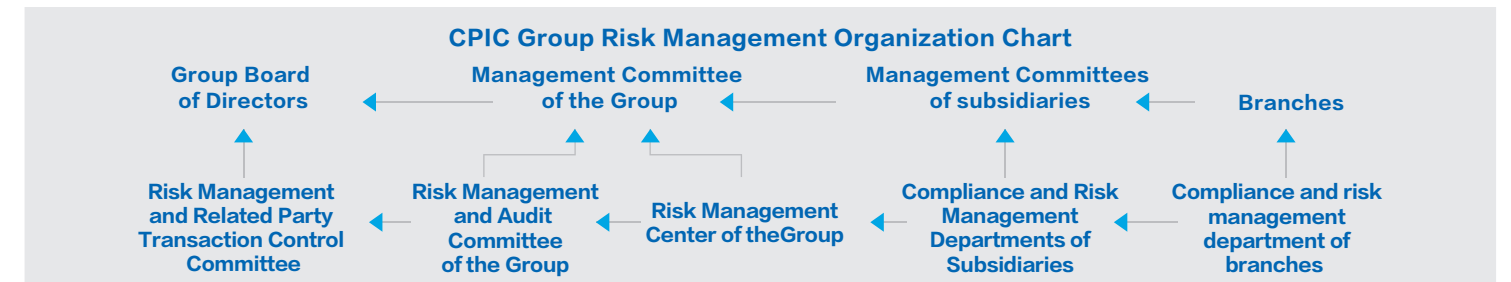 CPIC Group Risk Management Organization Chart
Group Board
of Directors
Management Committee
of the Group
Management Committees
of subsidiaries
Branches
Risk Management
and Related Party
Transaction Control
Committee
Risk Management
and Audit
Committee
of the Group
Risk Management
Center of theGroup
Compliance and Risk
Management
Departments of
Subsidiaries
Compliance and risk
management
department of
branches